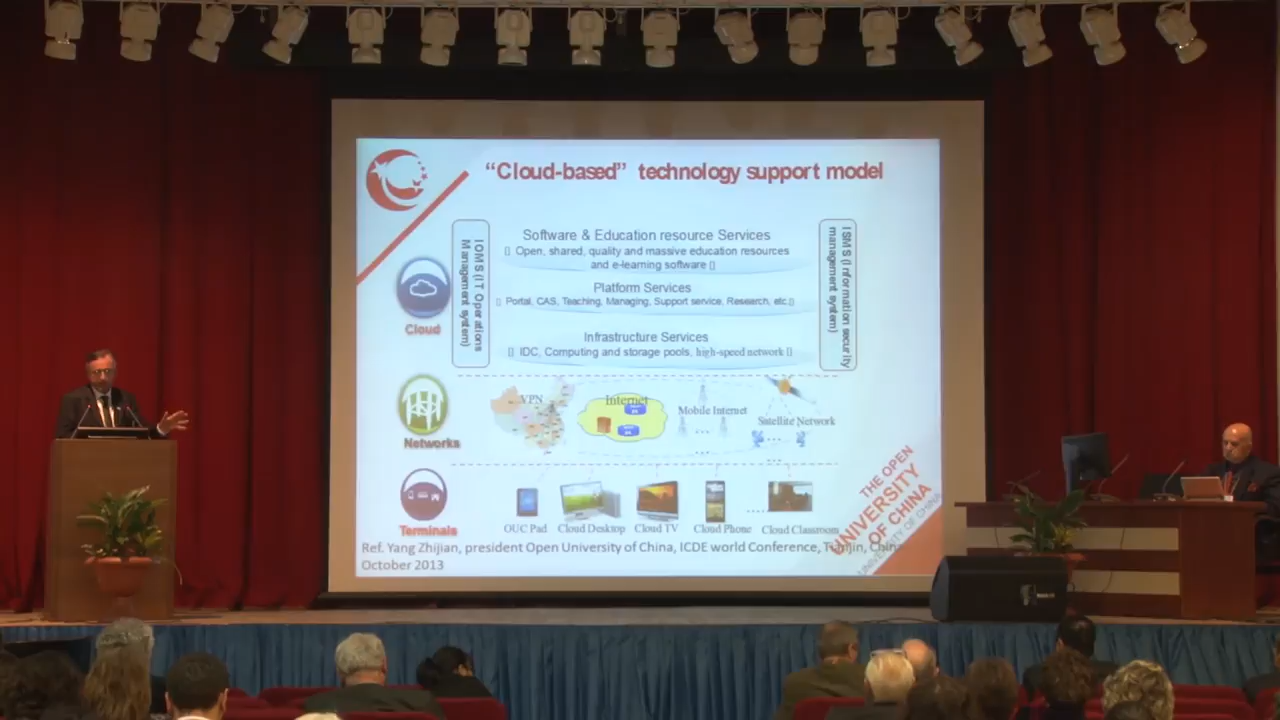 “Cloud-based” technology support model
IOMS (IT Operations
Management system)
Software & Education resource Services
Open, shared, quality and massive education resources
and e-learning software
Platform Services
Portal, CAS, Teaching, Managing, Support service, Research, etc.
Infrastructure Services
IDC, Computing and storage pools, high-speed network
ISMS (Information security
management system)
Cloud
VPN
Internet
Mobile Internet
Satellite Network
Networks
Terminals
OUC Pad
Cloud Desktop
Cloud TV
Cloud Phone
Cloud Classroom
THE OPEN
UNIVERSITY
OF CHINA
UNIVERSITY OF CHINA
Ref. Yang Zhijian, president Open University of China, ICDE world Conference, Tianjin, China
October 2013